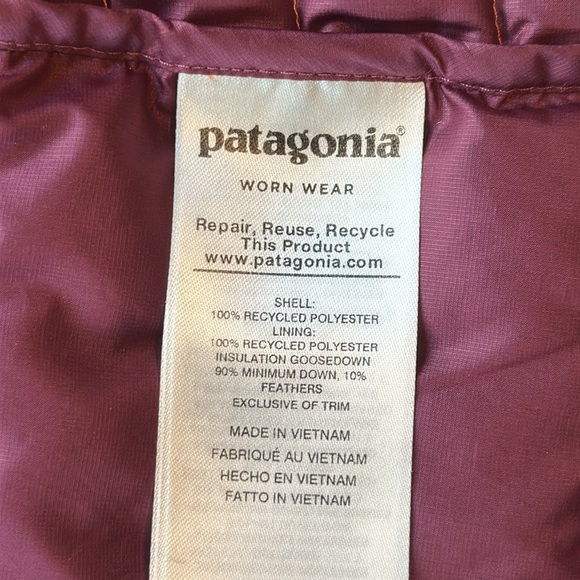 patagonia®
WORN WEAR
Repair, Reuse, Recycle
This Product
www.patagonia.com
SHELL:
100% RECYCLED POLYESTER
LINING:
100% RECYCLED POLYESTER
INSULATION GOOSEDOWN
90% MINIMUM DOWN, 10%
FEATHERS
EXCLUSIVE OF TRIM
MADE IN VIETNAM
FABRIQUÉ AU VIETNAM
HECHO EN VIETNAM
FATTO IN VIETNAM